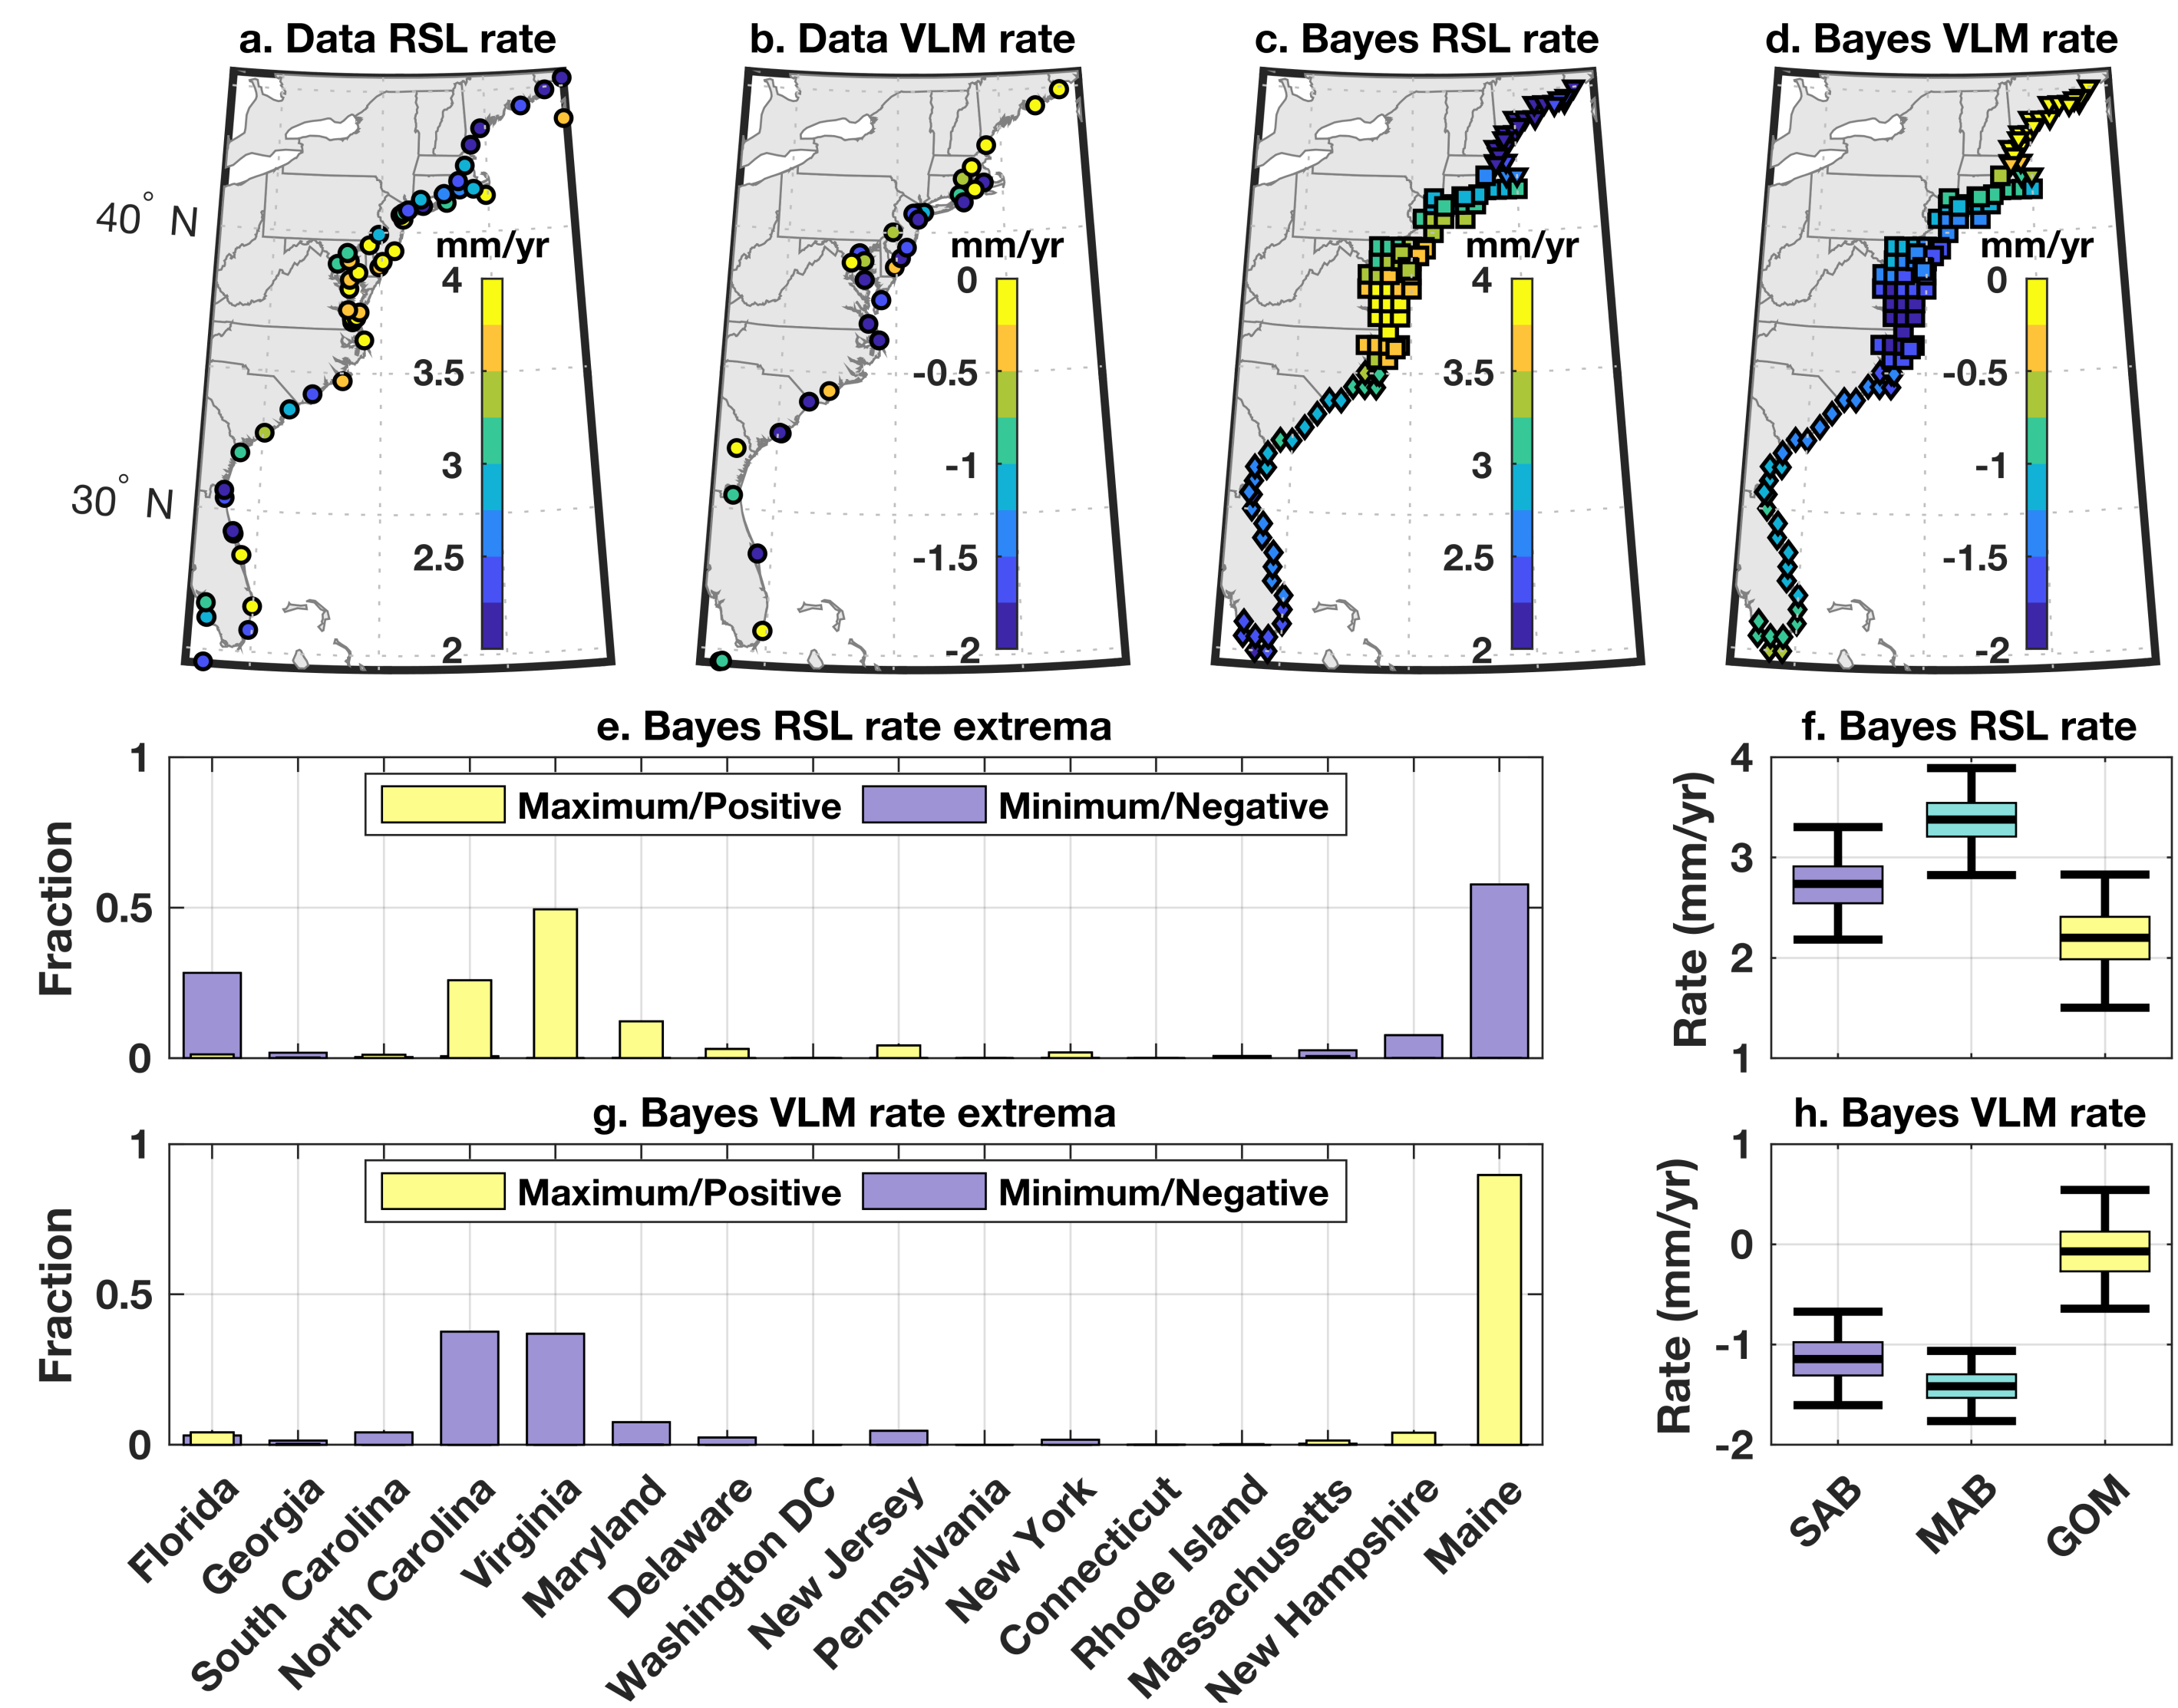 a. Data RSL rate
b. Data VLM rate
c. Bayes RSL rate
d. Bayes VLM rate
40° N
30° N
mm/yr
4
3.5
3
2.5
2
mm/yr
0
-0.5
-1
-1.5
-2
mm/yr
4
3.5
3
2.5
2
mm/yr
0
-0.5
-1
-1.5
-2
e. Bayes RSL rate extrema
Fraction
1
0.5
0
Maximum/Positive
Minimum/Negative
f. Bayes RSL rate
Rate (mm/yr)
4
3
2
1
g. Bayes VLM rate extrema
Fraction
1
0.5
0
Maximum/Positive
Minimum/Negative
Florida
Georgia
South Carolina
North Carolina
Virginia
Maryland
Delaware
Washington DC
New Jersey
Pennsylvania
New York
Connecticut
Rhode Island
Massachusetts
New Hampshire
Maine
h. Bayes VLM rate
Rate (mm/yr)
1
0
-1
-2
SAB
MAB
GOM